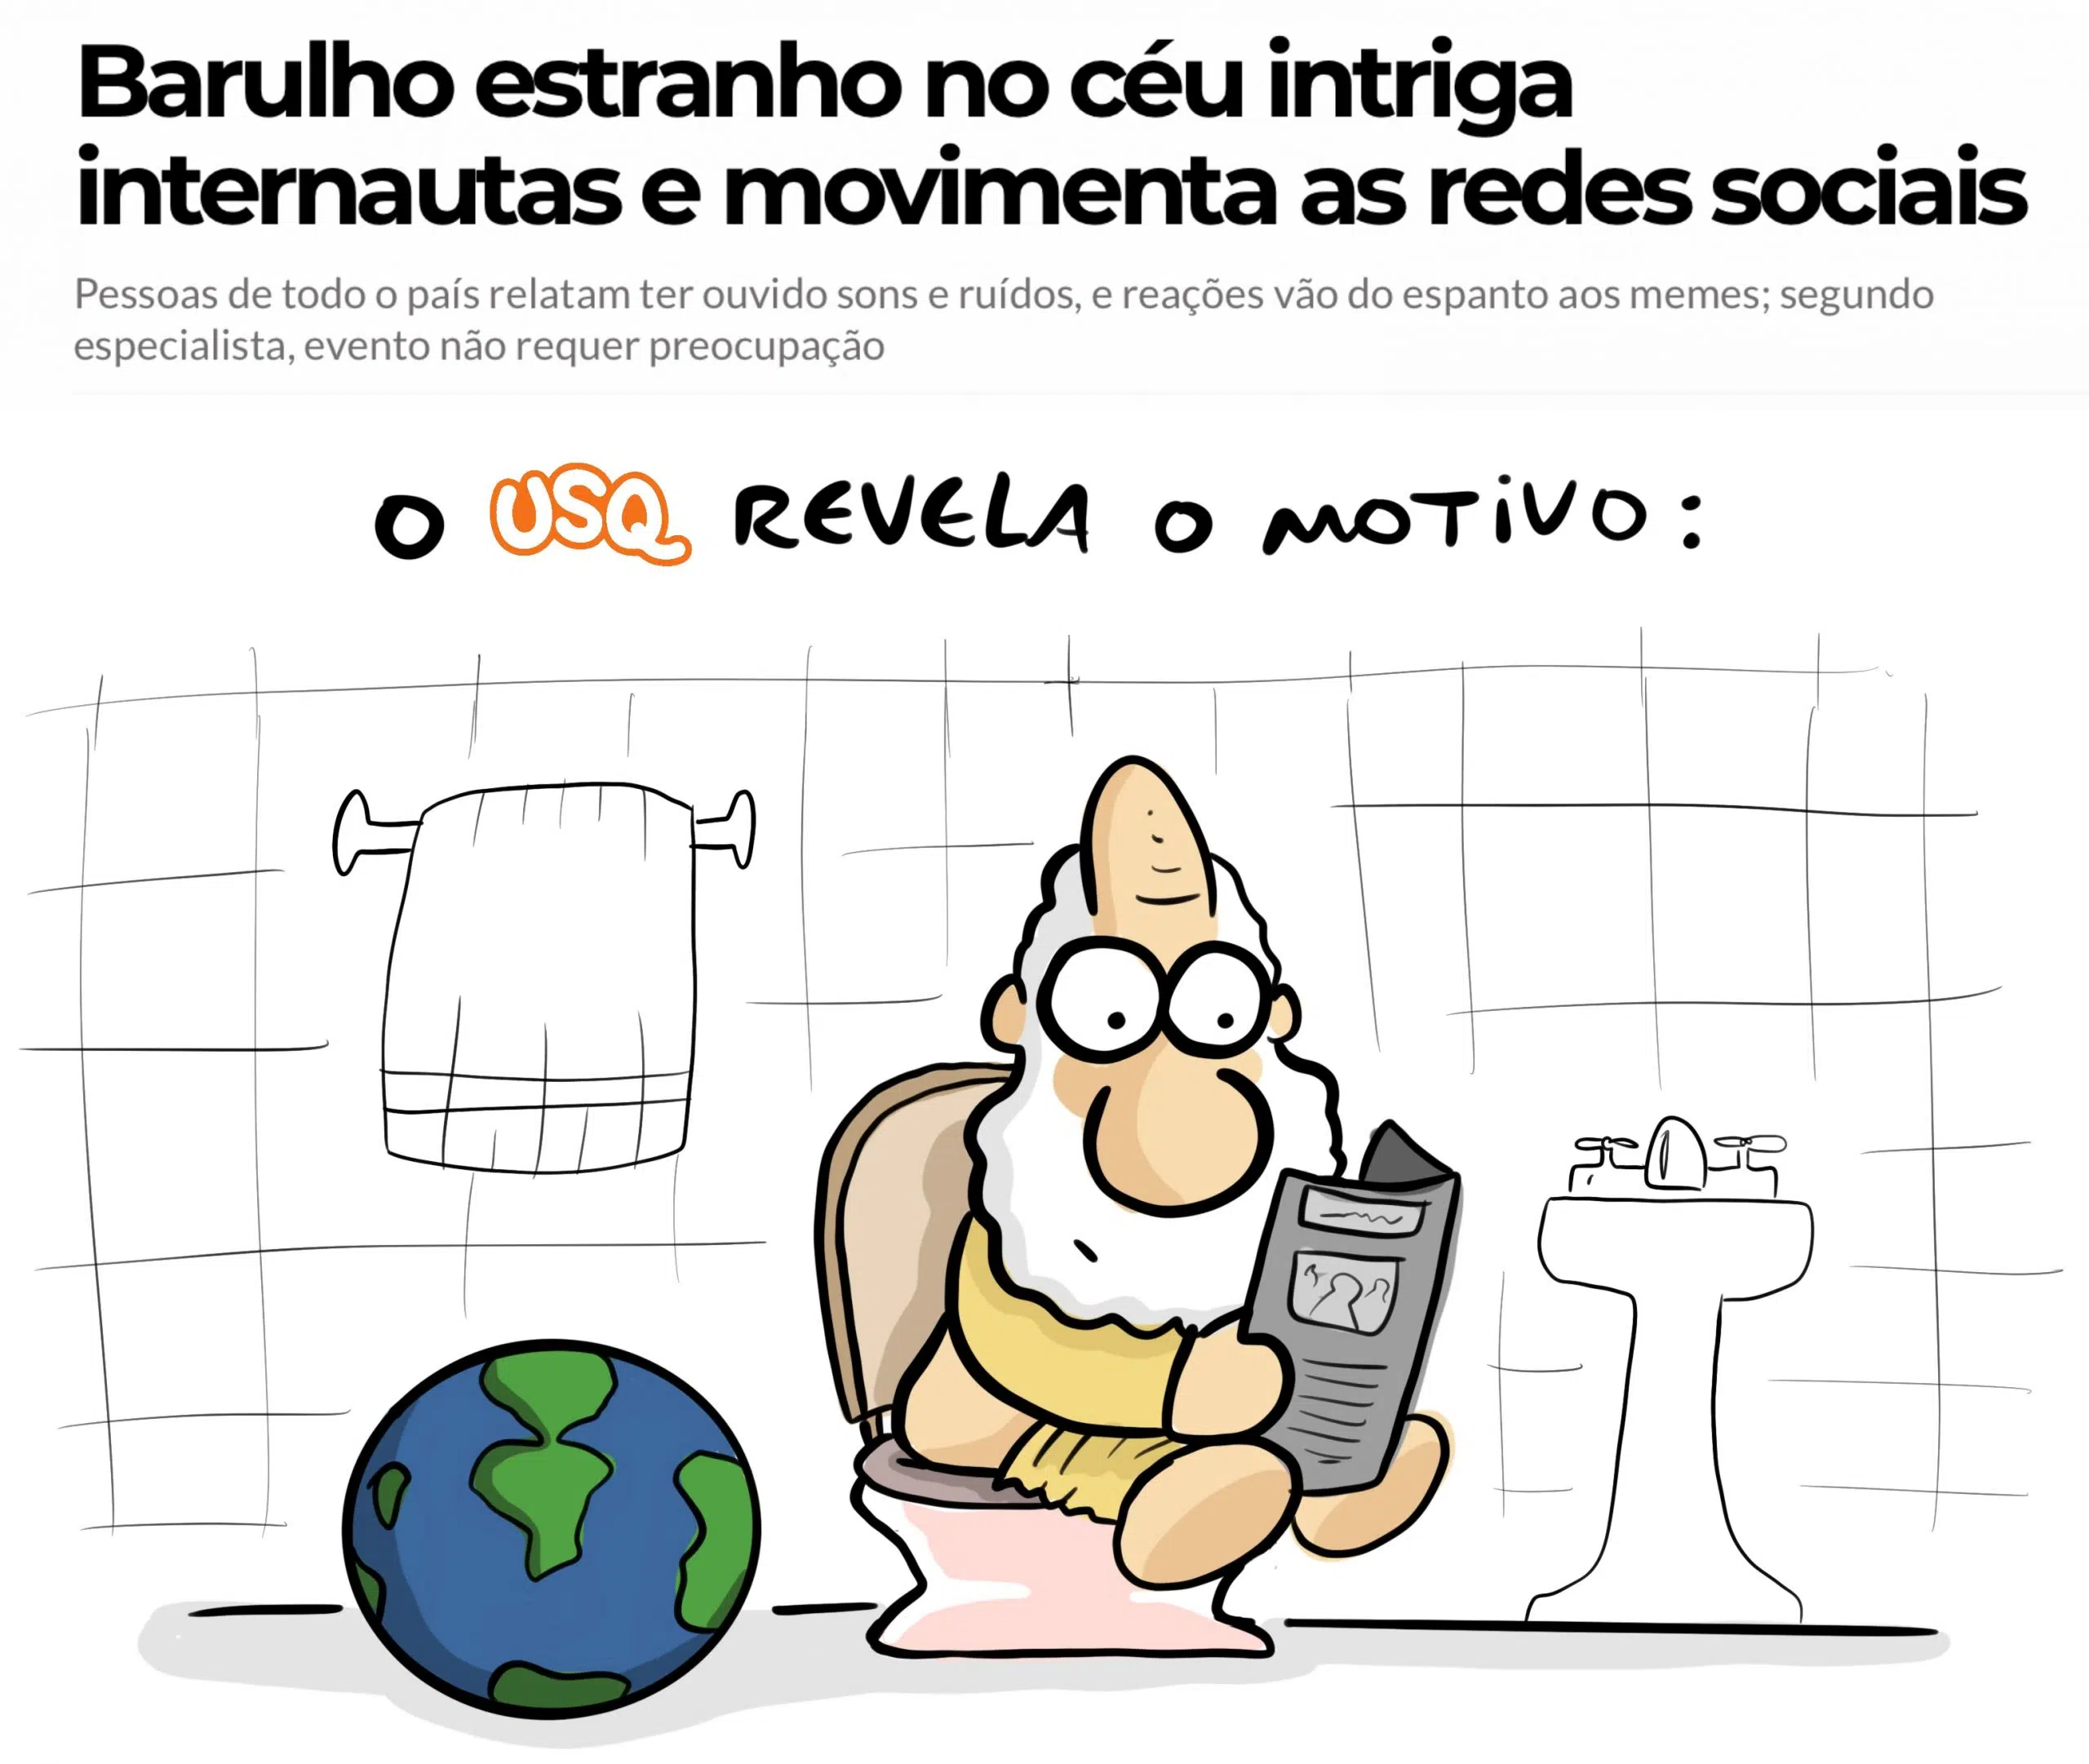 Barulho estranho no céu intriga
internautas e movimenta as redes sociais
Pessoas de todo o país relatam ter ouvido sons e ruídos, e reações vão do espanto aos memes; segundo
especialista, evento não requer preocupação
O USQ REVELA O MOTIVO: